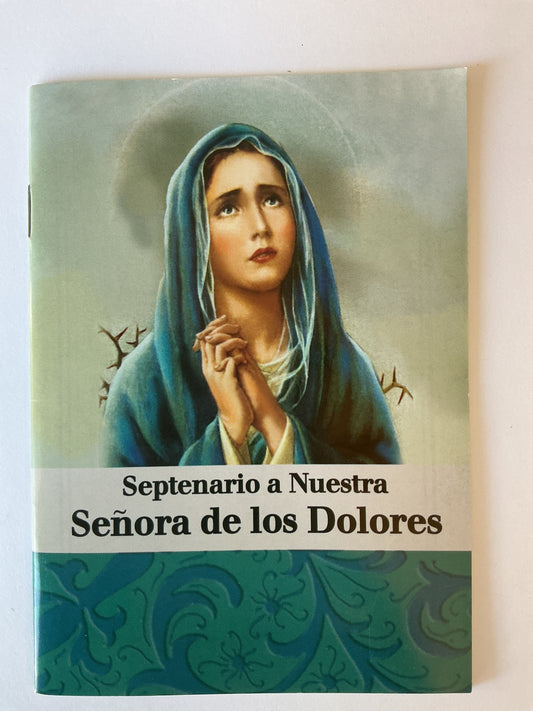 Septenario a Nuestra
Señora de los Dolores